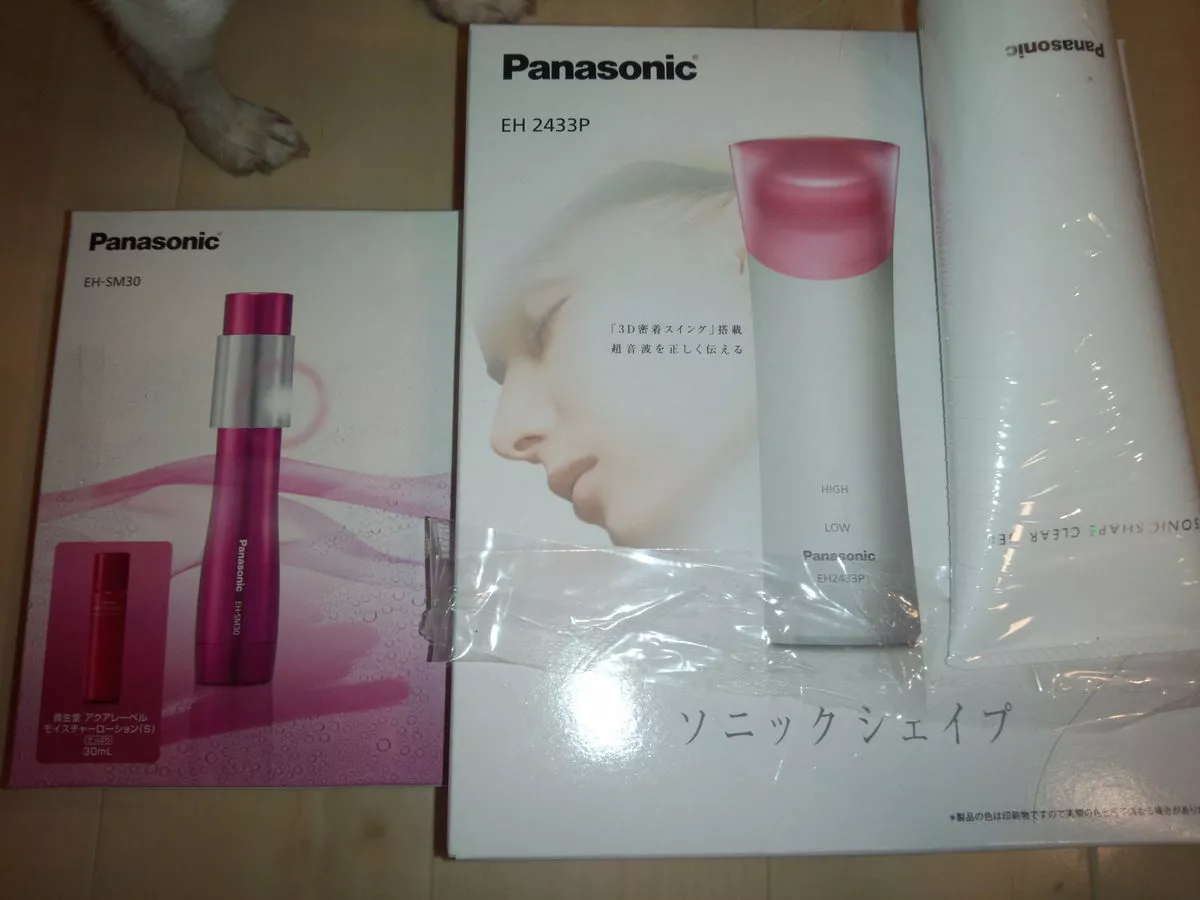 Panasonic
EH-SM30
Panasonic EH-SM30
資生堂 アクアレーベル
モイスチャーローション(S)
30mL
Panasonic
EH 2433P
「3D密着スイング」搭載
超音波を正しく伝える
HIGH
LOW
Panasonic
EH2433P
ソニックシェイプ
*製品の色は印刷物ですので実際の色と
Panasonic
SONIC SHAPE CLEAR GEL